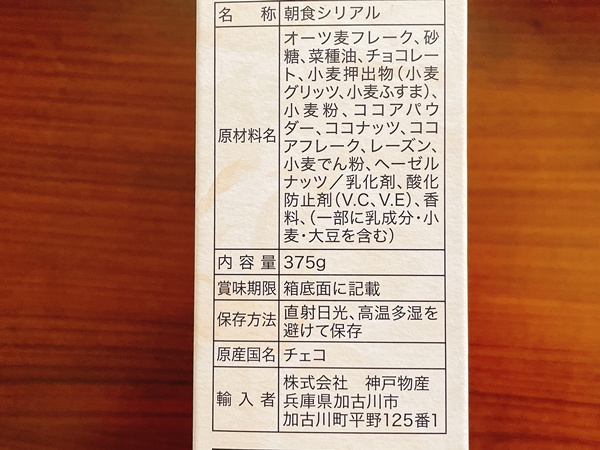 名称 朝食シリアル
原材料名
オーツ麦フレーク、砂
糖、菜種油、チョコレー
ト、小麦押出物(小麦
グリッツ、小麦ふすま)、
小麦粉、ココアパウ
ダー、ココナッツ、ココ
アフレーク、レーズン、
小麦でん粉、ヘーゼル
ナッツ/乳化剤、酸化
防止剤(V.C、V.E)、香
料、(一部に乳成分・小
麦・大豆を含む)
内容量 375g
賞味期限 箱底面に記載
保存方法
直射日光、高温多湿を
避けて保存
原産国名 チェコ
輸入者
株式会社 神戸物産
兵庫県加古川市
加古川町平野125番1